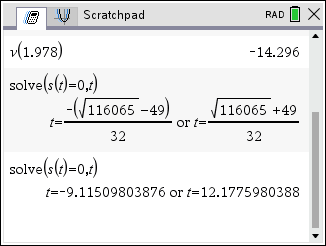 Scratchpad RAD
v(1.978) -14.296
solve(s(t)=0,t)
t=-(√116065-49)/32 or t=(√116065+49)/32
solve(s(t)=0,t)
t=-9.11509803876 or t=12.1775980388